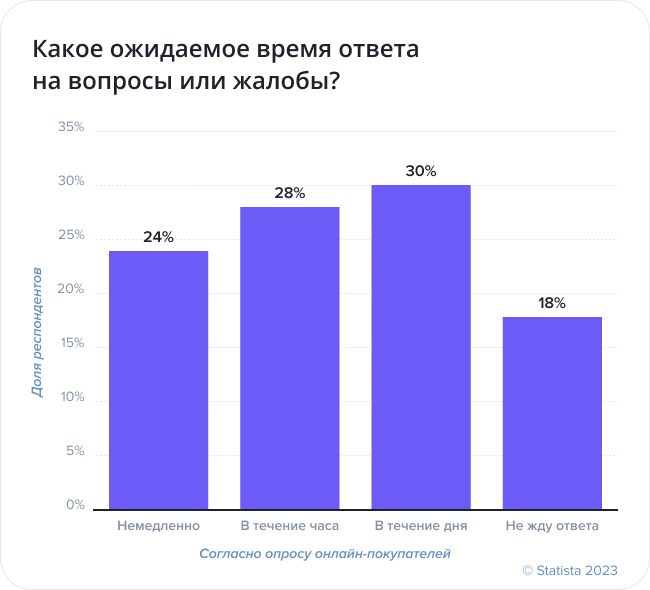 Какое ожидаемое время ответа
на вопросы или жалобы?
35%
30%
25%
20%
15%
10%
5%
0%
Доля респондентов
24%
28%
30%
18%
Немедленно
В течение часа
В течение дня
Не жду ответа
Согласно опросу онлайн-покупателей
© Statista 2023